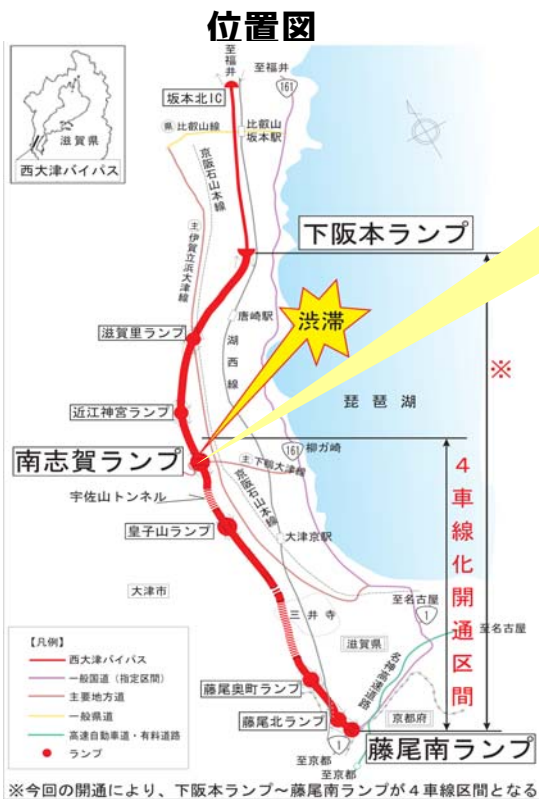 位置図
至福井
至福井
161
坂本北IC
県 比叡山線
比叡山
坂本駅
滋賀県
西大津バイパス
京阪石山本線
主 伊香立浜大津線
下阪本ランプ
渋滞
唐崎駅
滋賀里ランプ
湖西線
※
琵琶湖
近江神宮ランプ
161 柳ガ崎
南志賀ランプ
主 下鴨大津線
4車線化開通区間
宇佐山トンネル
京阪石山本線
皇子山ランプ
大津京駅
大津市
至名古屋
1
至名古屋
三井寺
滋賀県
【凡例】
西大津バイパス
一般国道(指定区間)
主要地方道
一般県道
高速自動車道・有料道路
ランプ
名神高速道路
藤尾奥町ランプ
藤尾北ランプ
京都府
1
藤尾南ランプ
至京都
至京都
※今回の開通により、下阪本ランプ～藤尾南ランプが4車線区間となる